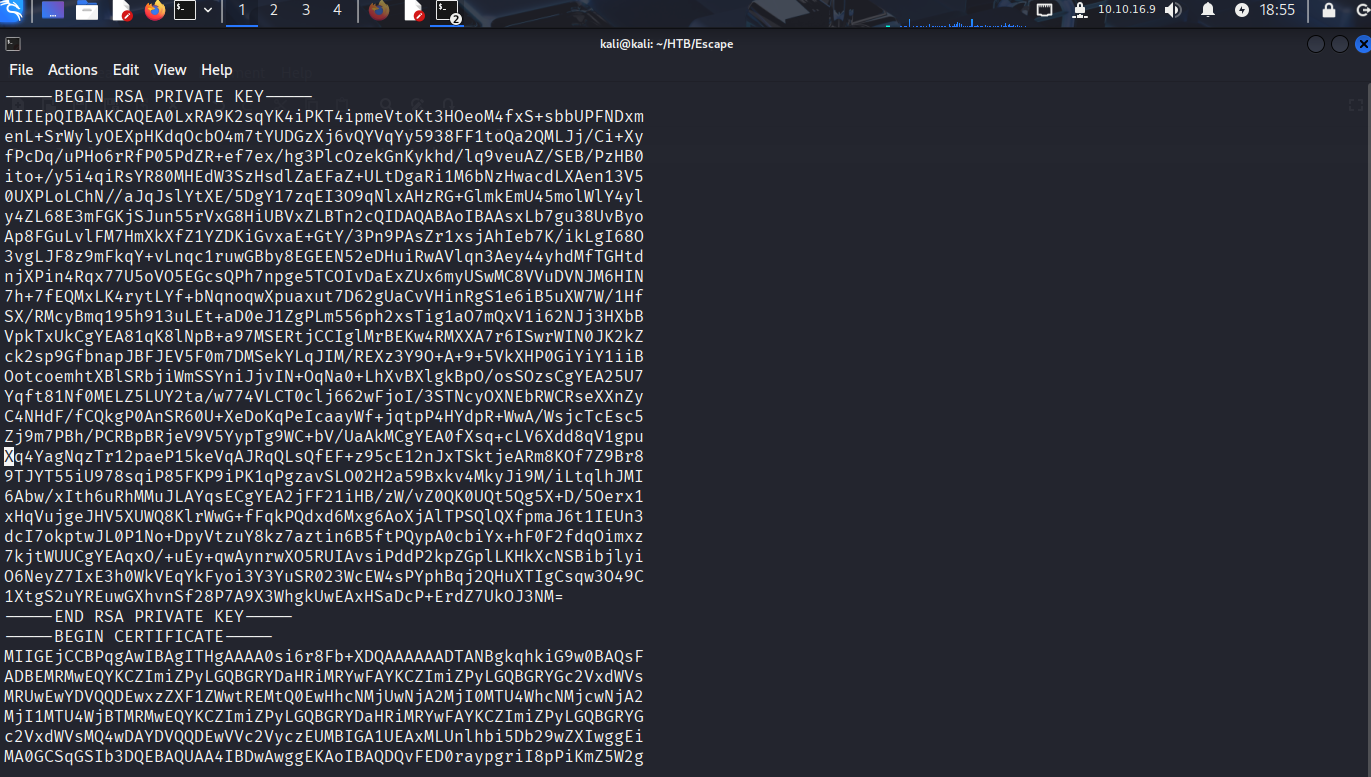 1 2 3 4 2 10.10.16.9 18:55
kali@kali: ~/HTB/Escape
File Actions Edit View Help
-----BEGIN RSA PRIVATE KEY-----
MIIEpQIBAAKCAQEA0LxRA9K2sqYK4iPKT4ipmeVtoKt3HOeoM4fxS+sbbUPFNDxm
enL+SrWylyOEXpHKdqOcbO4m7tYUDGzXj6vQYVqYy5938FF1toQa2QMLJj/Ci+Xy
fPcDq/uPHo6rRfP05PdZR+ef7ex/hg3PlcOzekGnKykhd/lq9veuAZ/SEB/PzHB0
ito+/y5i4qiRsYR80MHEdW3SzHsdlZaEFaZ+ULtDgaRi1M6bNzHwacdLXAen13V5
0UXPLoLChN//aJqJslYtXE/5DgY17zqEI3O9qNlxAHzRG+GlmkEmU45molWlY4yl
y4ZL68E3mFGKjSJun55rVxG8HiUBVxZLBTn2cQIDAQABAoIBAAsxLb7gu38UvByo
Ap8FGuLvlFM7HmXkXfZ1YZDKiGvxaE+GtY/3Pn9PAsZr1xsjAhIeb7K/ikLgI68O
3vgLJF8z9mFkqY+vLnqc1ruwGBby8EGEEN52eDHuiRwAVlqn3Aey44yhdMfTGHtd
njXPin4Rqx77U5oVO5EGcsQPh7npge5TCOIvDaExZUx6myUSwMC8VVuDVNJM6HIN
7h+7fEQMxLK4rytLYf+bNqnoqwXpuaxut7D62gUaCvVHinRgS1e6iB5uXW7W/1Hf
SX/RMcyBmq195h913uLEt+aD0eJ1ZgPLm556ph2xsTig1aO7mQxV1i62NJj3HXbB
VpkTxUkCgYEA81qK8lNpB+a97MSERtjCCIglMrBEKw4RMXXA7r6ISwrWIN0JK2kZ
ck2sp9GfbnapJBFJEV5F0m7DMSekYLqJIM/REXz3Y9O+A+9+5VkXHP0GiYiY1iiB
OotcoemhtXBlSRbjiWmSSYniJjvIN+OqNa0+LhXvBXlgkBpO/osSOzsCgYEA25U7
Yqft81Nf0MELZ5LUY2ta/w774VLCT0clj662wFjoI/3STNcyOXNEbRWCRseXXnZy
C4NHdF/fCQkgP0AnSR60U+XeDoKqPeIcaayWf+jqtpP4HYdpR+WwA/WsjcTcEsc5
Zj9m7PBh/PCRBpBRjeV9V5YypTg9WC+bV/UaAkMCgYEA0fXsq+cLV6Xdd8qV1gpu
Xq4YagNqzTr12paeP15keVqAJRqQLsQfEF+z95cE12nJxTSktjeARm8KOf7Z9Br8
9TJYT55iU978sqiP85FKP9iPK1qPgzavSLO02H2a59Bxkv4MkyJi9M/iLtqlhJMI
6Abw/xIth6uRhMMuJLAYqsECgYEA2jFF21iHB/zW/vZ0QK0UQt5Qg5X+D/5Oerx1
xHqVujgeJHV5XUWQ8KlrWwG+fFqkPQdxd6Mxg6AoXjAlTPSQlQXfpmaJ6t1IEUn3
dcI7okptwJL0P1No+DpyVtzuY8kz7aztin6B5ftPQypA0cbiYx+hF0F2fdqOimxz
7kjtWUUCgYEAqxO/+uEy+qwAynrwXO5RUIAvsiPddP2kpZGplLKHkXcNSBibjlyi
O6NeyZ7IxE3h0WkVEqYkFyoi3Y3YuSR023WcEW4sPYphBqj2QHuXTIgCsqw3O49C
1XtgS2uYREuwGXhvnSf28P7A9X3WhgkUwEAxHSaDcP+ErdZ7UkOJ3NM=
-----END RSA PRIVATE KEY-----
-----BEGIN CERTIFICATE-----
MIIGEjCCBPqgAwIBAgITHgAAAA0si6r8Fb+XDQAAAAAADTANBgkqhkiG9w0BAQsF
ADBEMRMwEQYKCZImiZPyLGQBGRYDaHRiMRYwFAYKCZImiZPyLGQBGRYGc2VxdWVs
MRUwEwYDVQQDEwxzZXF1ZWwtREMtQ0EwHhcNMjUwNjA2MjI0MTU4WhcNMjcwNjA2
MjI1MTU4WjBTMRMwEQYKCZImiZPyLGQBGRYDaHRiMRYwFAYKCZImiZPyLGQBGRYG
c2VxdWVsMQ4wDAYDVQQDEwVVc2VyczEUMBIGA1UEAxMLUnlhbi5Db29wZXIwggEi
MA0GCSqGSIb3DQEBAQUAA4IBDwAwggEKAoIBAQDQvFED0raypgriI8pPiKmZ5W2g